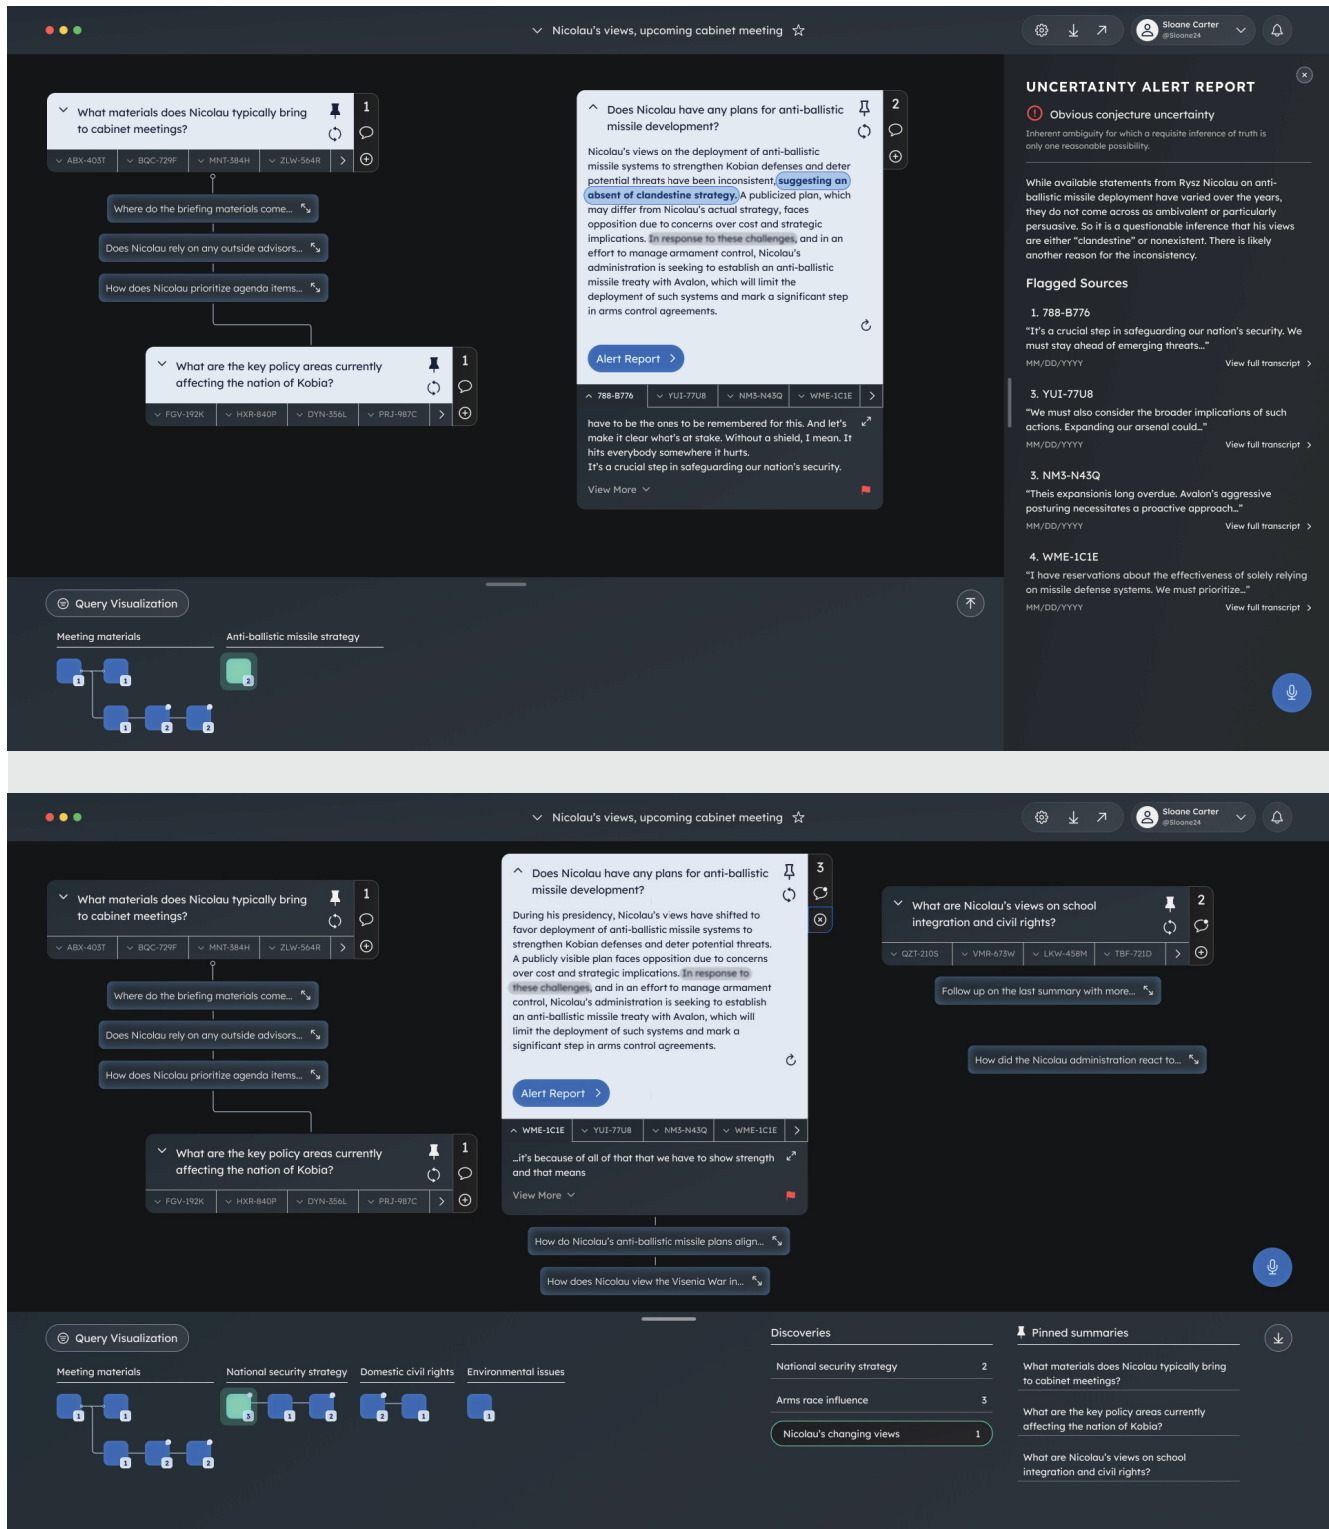 Nicolau's views, upcoming cabinet meeting
Sloane Carter
@Sloane24
What materials does Nicolau typically bring
to cabinet meetings?
1
ABX-403T
BQC-729F
MNT-384H
ZLW-564R
Where do the briefing materials come...
Does Nicolau rely on any outside advisors...
How does Nicolau prioritize agenda items...
What are the key policy areas currently
affecting the nation of Kobia?
1
FGV-192K
HXR-840P
DYN-356L
PRJ-987C
Does Nicolau have any plans for anti-ballistic
missile development?
2
Nicolau's views on the deployment of anti-ballistic
missile systems to strengthen Kobian defenses and deter
potential threats have been inconsistent, suggesting an
absent of clandestine strategy. A publicized plan, which
may differ from Nicolau's actual strategy, faces
opposition due to concerns over cost and strategic
implications. In response to these challenges, and in an
effort to manage armament control, Nicolau's
administration is seeking to establish an anti-ballistic
missile treaty with Avalon, which will limit the
deployment of such systems and mark a significant step
in arms control agreements.
Alert Report
788-B776
YUI-77U8
NM3-N43Q
WME-1C1E
have to be the ones to be remembered for this. And let's
make it clear what's at stake. Without a shield, I mean. It
hits everybody somewhere it hurts.
It's a crucial step in safeguarding our nation's security.
View More
UNCERTAINTY ALERT REPORT
Obvious conjecture uncertainty
Inherent ambiguity for which a requisite inference of truth is
only one reasonable possibility.
While available statements from Rysz Nicolau on anti-
ballistic missile deployment have varied over the years,
they do not come across as ambivalent or particularly
persuasive. So it is a questionable inference that his views
are either "clandestine" or nonexistent. There is likely
another reason for the inconsistency.
Flagged Sources
1. 788-B776
"It's a crucial step in safeguarding our nation's security. We
must stay ahead of emerging threats..."
MM/DD/YYYY
View full transcript
3. YUI-77U8
"We must also consider the broader implications of such
actions. Expanding our arsenal could..."
MM/DD/YYYY
View full transcript
3. NM3-N43Q
"Theis expansionis long overdue. Avalon's aggressive
posturing necessitates a proactive approach..."
MM/DD/YYYY
View full transcript
4. WME-1C1E
"I have reservations about the effectiveness of solely relying
on missile defense systems. We must prioritize..."
MM/DD/YYYY
View full transcript
Query Visualization
Meeting materials
Anti-ballistic missile strategy
1
1
2
1
2
2
Nicolau's views, upcoming cabinet meeting
Sloane Carter
@Sloane24
What materials does Nicolau typically bring
to cabinet meetings?
1
ABX-403T
BQC-729F
MNT-384H
ZLW-564R
Where do the briefing materials come...
Does Nicolau rely on any outside advisors...
How does Nicolau prioritize agenda items...
What are the key policy areas currently
affecting the nation of Kobia?
1
FGV-192K
HXR-840P
DYN-356L
PRJ-987C
Does Nicolau have any plans for anti-ballistic
missile development?
3
During his presidency, Nicolau's views have shifted to
favor deployment of anti-ballistic missile systems to
strengthen Kobian defenses and deter potential threats.
A publicly visible plan faces opposition due to concerns
over cost and strategic implications. In response to
these challenges, and in an effort to manage armament
control, Nicolau's administration is seeking to establish
an anti-ballistic missile treaty with Avalon, which will
limit the deployment of such systems and mark a
significant step in arms control agreements.
Alert Report
WME-1C1E
YUI-77U8
NM3-N43Q
WME-1C1E
...it's because of all of that that we have to show strength
and that means
View More
How do Nicolau's anti-ballistic missile plans align...
How does Nicolau view the Visenia War in...
What are Nicolau's views on school
integration and civil rights?
2
QZT-210S
VMR-673W
LKW-458M
TBF-721D
Follow up on the last summary with more...
How did the Nicolau administration react to...
Query Visualization
Meeting materials
National security strategy
Domestic civil rights
Environmental issues
1
1
3
1
2
2
1
1
1
2
2
Discoveries
National security strategy 2
Arms race influence 3
Nicolau's changing views 1
Pinned summaries
What materials does Nicolau typically bring
to cabinet meetings?
What are the key policy areas currently
affecting the nation of Kobia?
What are Nicolau's views on school
integration and civil rights?